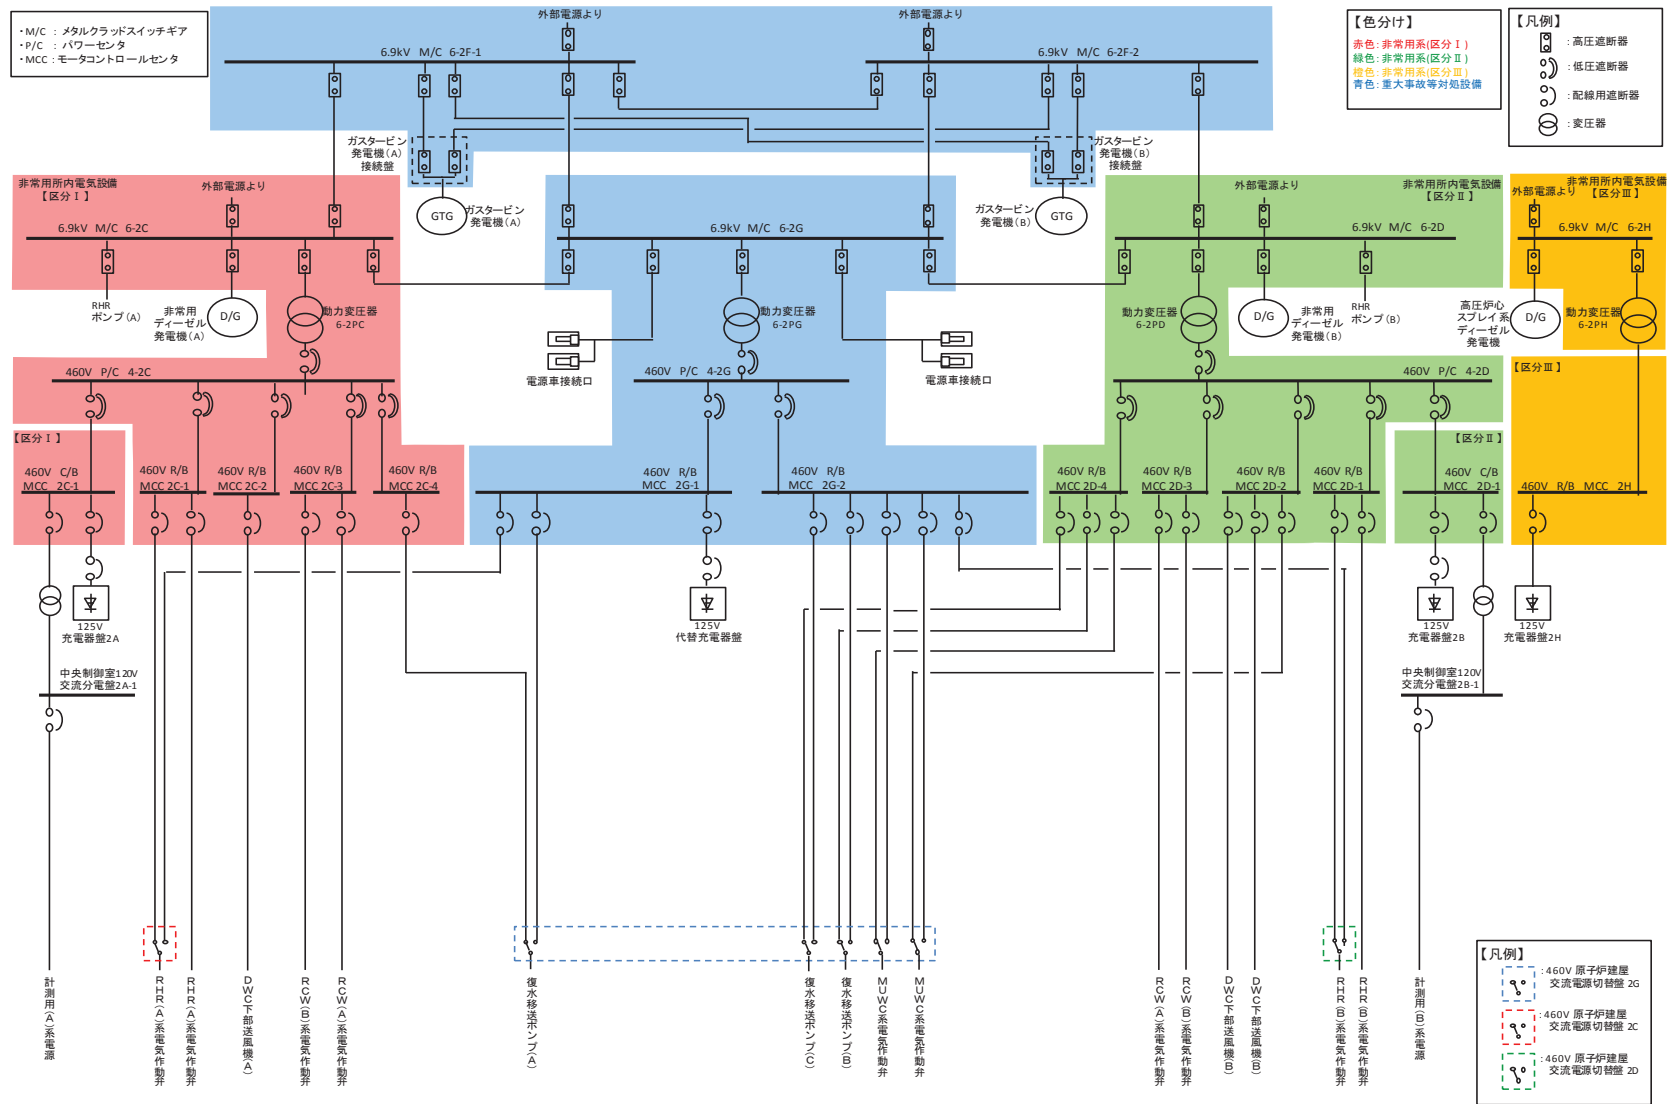 ・M/C ： メタルクラッドスイッチギア
・P/C ： パワーセンタ
・MCC ： モータコントロールセンタ
外部電源より
外部電源より
6.9kV M/C 6-2F-1
6.9kV M/C 6-2F-2
【色分け】
赤色：非常用系(区分Ⅰ)
緑色：非常用系(区分Ⅱ)
橙色：非常用系(区分Ⅲ)
青色：重大事故等対処設備
【凡例】
：高圧遮断器
：低圧遮断器
：配線用遮断器
：変圧器
ガスタービン
発電機(A)
接続盤
ガスタービン
発電機(B)
接続盤
GTG
ガスタービン
発電機(A)
ガスタービン
発電機(B)
GTG
非常用所内電気設備
【区分Ⅰ】
外部電源より
6.9kV M/C 6-2C
6.9kV M/C 6-2G
外部電源より
非常用所内電気設備
【区分Ⅱ】
6.9kV M/C 6-2D
非常用所内電気設備
外部電源より
【区分Ⅲ】
6.9kV M/C 6-2H
RHR
ポンプ(A)
非常用
ディーゼル
発電機(A)
D/G
動力変圧器
6-2PC
動力変圧器
6-2PG
動力変圧器
6-2PD
D/G
非常用
ディーゼル
発電機(B)
RHR
ポンプ(B)
高圧炉心
スプレイ系
ディーゼル
発電機
D/G
動力変圧器
6-2PH
電源車接続口
電源車接続口
460V P/C 4-2C
460V P/C 4-2G
460V P/C 4-2D
【区分Ⅲ】
【区分Ⅰ】
【区分Ⅱ】
460V C/B
MCC 2C-1
460V R/B
MCC 2C-1
460V R/B
MCC 2C-2
460V R/B
MCC 2C-3
460V R/B
MCC 2C-4
460V R/B
MCC 2G-1
460V R/B
MCC 2G-2
460V R/B
MCC 2D-4
460V R/B
MCC 2D-3
460V R/B
MCC 2D-2
460V R/B
MCC 2D-1
460V C/B
MCC 2D-1
460V R/B MCC 2H
125V
充電器盤2A
125V
代替充電器盤
125V
充電器盤2B
125V
充電器盤2H
中央制御室120V
交流分電盤2A-1
中央制御室120V
交流分電盤2B-1
計測用(A)系電源
RHR(A)系電気作動弁
RHR(A)系電気作動弁
DWC下部送風機(A)
RCW(B)系電気作動弁
RCW(A)系電気作動弁
復水移送ポンプ(A)
復水移送ポンプ(C)
復水移送ポンプ(B)
MUWC系電気作動弁
MUWC系電気作動弁
RCW(A)系電気作動弁
RCW(B)系電気作動弁
DWC下部送風機(B)
DWC下部送風機(B)
RHR(B)系電気作動弁
RHR(B)系電気作動弁
計測用(B)系電源
【凡例】
：460V 原子炉建屋
交流電源切替盤 2G
：460V 原子炉建屋
交流電源切替盤 2C
：460V 原子炉建屋
交流電源切替盤 2D